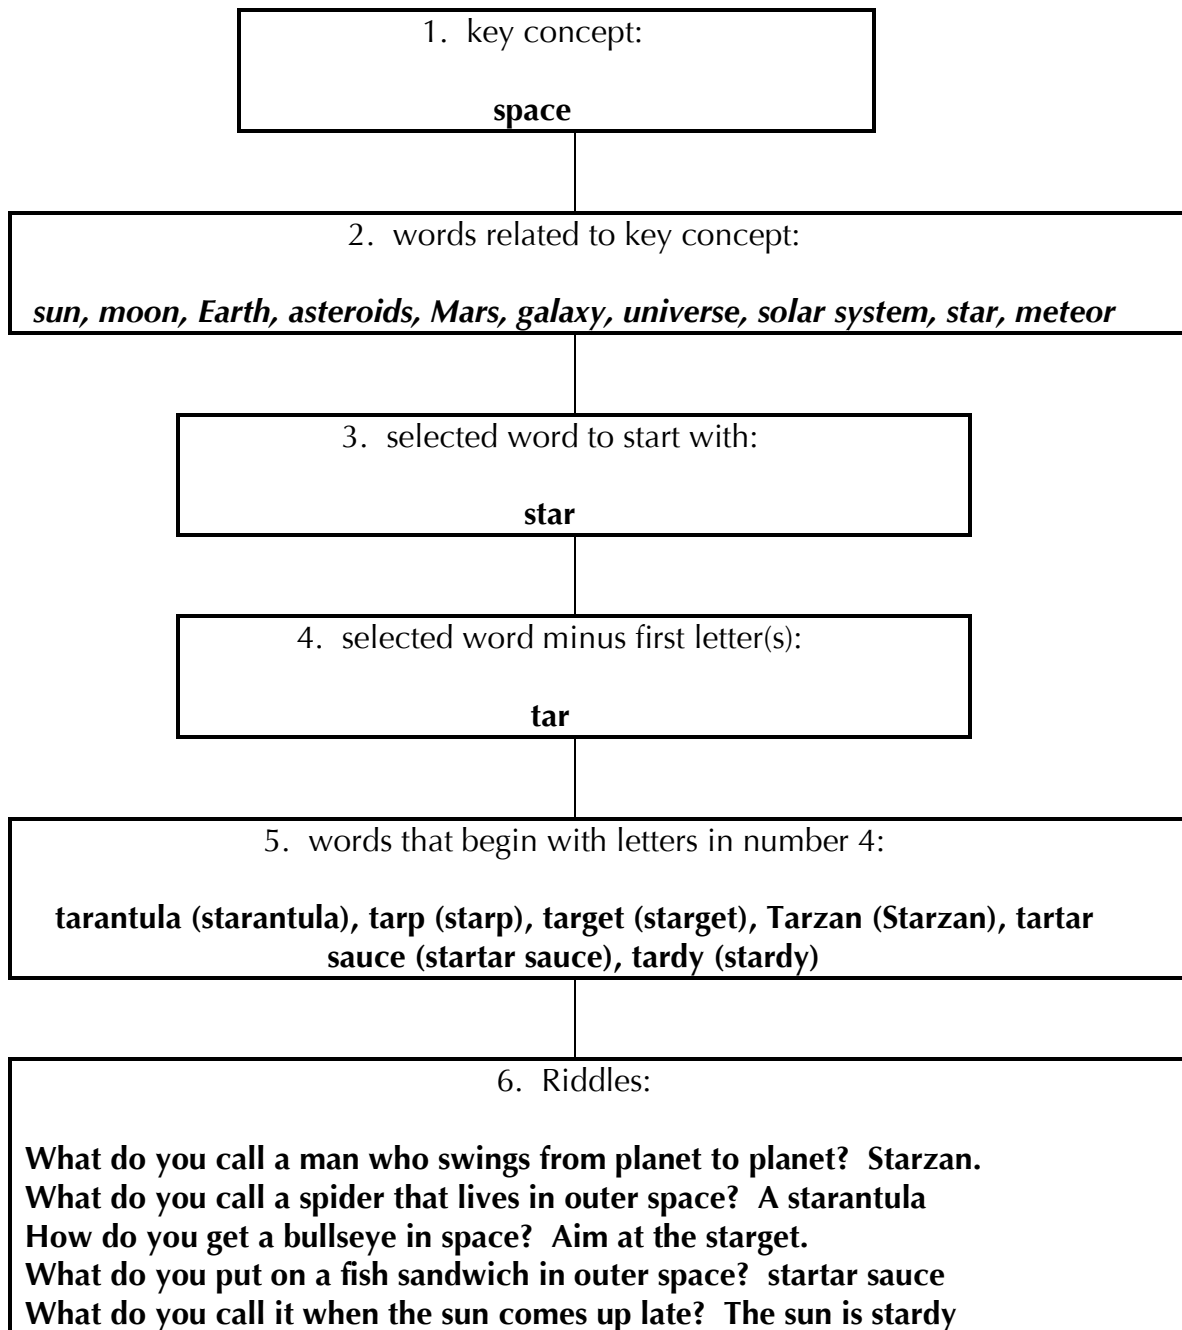 1. key concept:
space
2. words related to key concept:
sun, moon, Earth, asteroids, Mars, galaxy, universe, solar system, star, meteor
3. selected word to start with:
star
4. selected word minus first letter(s):
tar
5. words that begin with letters in number 4:
tarantula (starantula), tarp (starp), target (starget), Tarzan (Starzan), tartar
sauce (startar sauce), tardy (stardy)
6. Riddles:
What do you call a man who swings from planet to planet? Starzan.
What do you call a spider that lives in outer space? A starantula
How do you get a bullseye in space? Aim at the starget.
What do you put on a fish sandwich in outer space? startar sauce
What do you call it when the sun comes up late? The sun is stardy